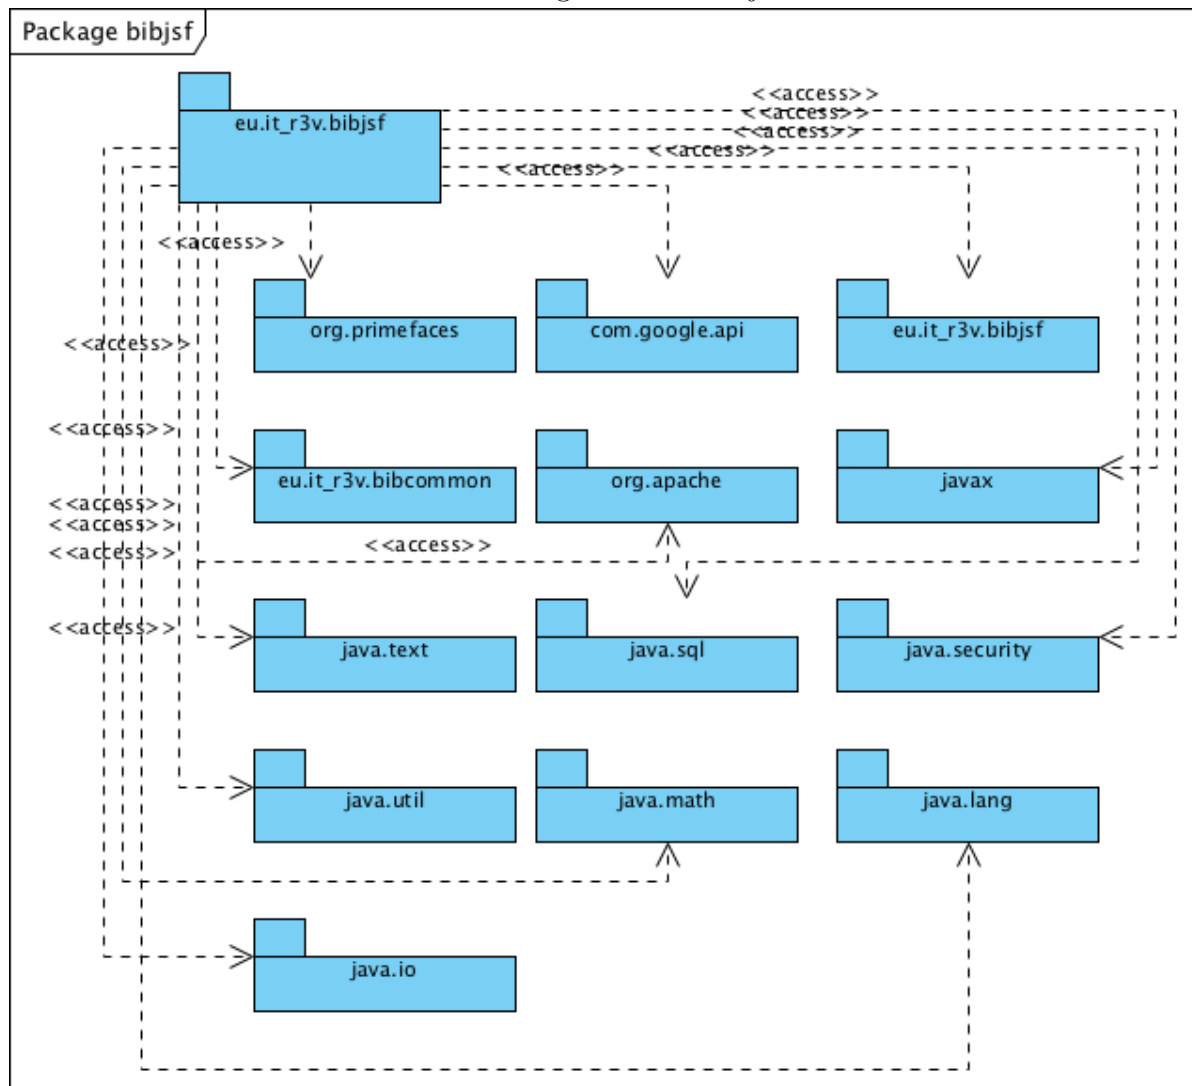 Package bibjsf
<<access>>
<<access>>
eu.it_r3v.bibjsf
<<access>>
<<access>>
<<access>>
<<access>>
org.primefaces
com.google.api
eu.it_r3v.bibjsf
<<access>>
<<access>>
eu.it_r3v.bibcommon
org.apache
javax
<<access>>
<<access>>
<<access>>
<<access>>
<<access>>
java.text
java.sql
java.security
java.util
java.math
java.lang
java.io